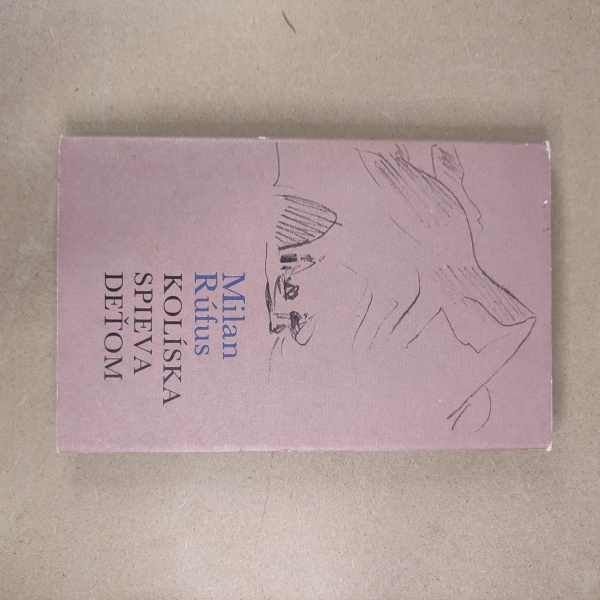 Milan
Rúfus
KOLÍSKA
SPIEVA
DEŤOM